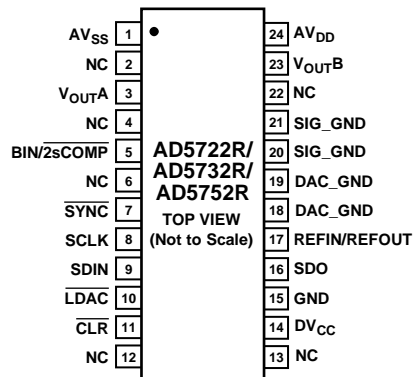 AVSS 1
NC 2
VOUTA 3
NC 4
BIN/2sCOMP 5
NC 6
SYNC 7
SCLK 8
SDIN 9
LDAC 10
CLR 11
NC 12
AD5722R/
AD5732R/
AD5752R
TOP VIEW
(Not to Scale)
24 AVDD
23 VOUTB
22 NC
21 SIG_GND
20 SIG_GND
19 DAC_GND
18 DAC_GND
17 REFIN/REFOUT
16 SDO
15 GND
14 DVCC
13 NC